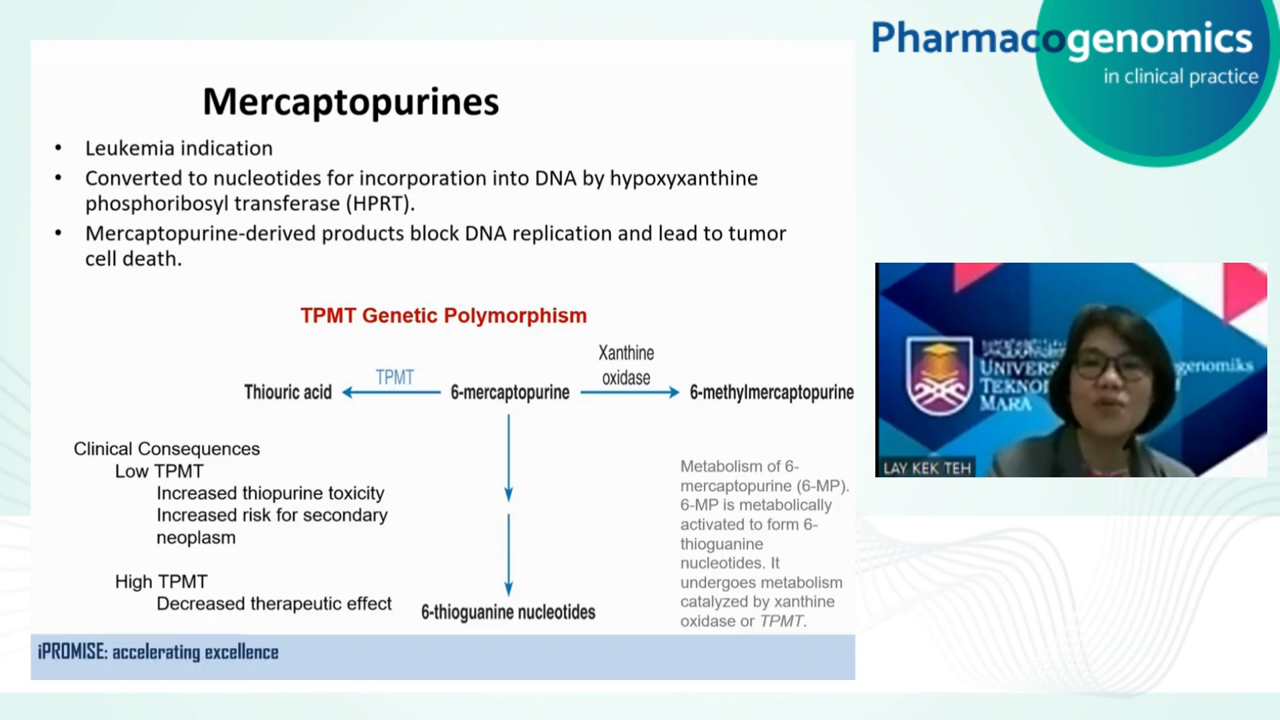 Pharmacogenomics
in clinical practice
Mercaptopurines
• Leukemia indication
• Converted to nucleotides for incorporation into DNA by hypoxyxanthine
phosphoribosyl transferase (HPRT).
• Mercaptopurine-derived products block DNA replication and lead to tumor
cell death.
TPMT Genetic Polymorphism
Xanthine
oxidase
TPMT
Thiouric acid 6-mercaptopurine 6-methylmercaptopurine
Clinical Consequences
Low TPMT
Increased thiopurine toxicity
Increased risk for secondary
neoplasm
High TPMT
Decreased therapeutic effect
6-thioguanine nucleotides
Metabolism of 6-
mercaptopurine (6-MP).
6-MP is metabolically
activated to form 6-
thioguanine
nucleotides. It
undergoes metabolism
catalyzed by xanthine
oxidase or TPMT.
iPROMISE: accelerating excellence
UNIVERS
TEKNO
MARA
genomiks
LAY KEK TEH